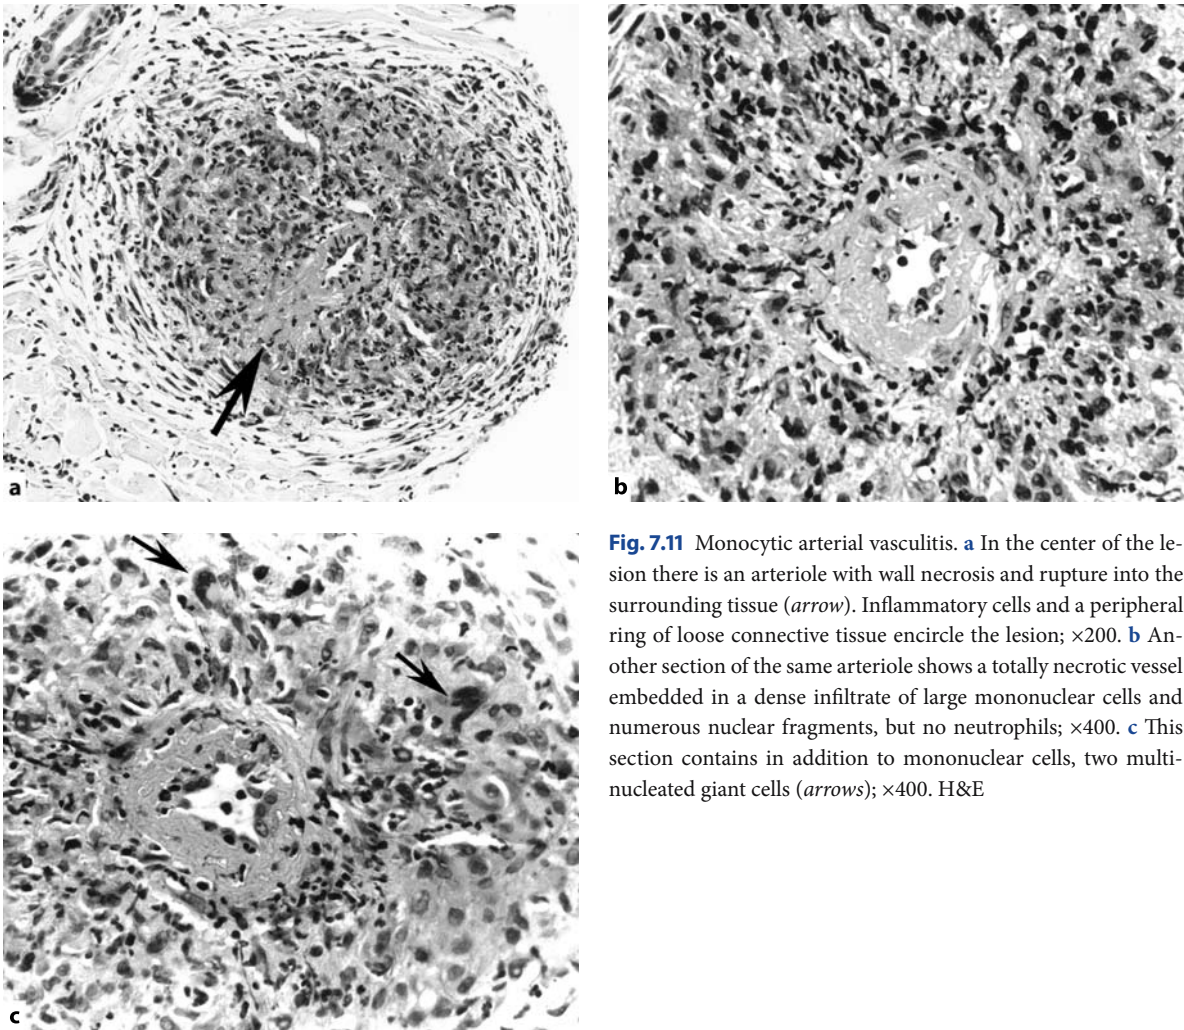 a
b
c
Fig. 7.11 Monocytic arterial vasculitis. a In the center of the le-
sion there is an arteriole with wall necrosis and rupture into the
surrounding tissue (arrow). Inflammatory cells and a peripheral
ring of loose connective tissue encircle the lesion; ×200. b An-
other section of the same arteriole shows a totally necrotic vessel
embedded in a dense infiltrate of large mononuclear cells and
numerous nuclear fragments, but no neutrophils; ×400. c This
section contains in addition to mononuclear cells, two multi-
nucleated giant cells (arrows); ×400. H&E